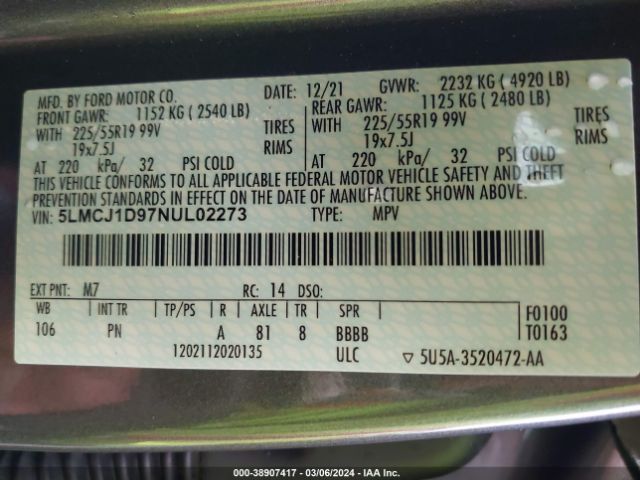 MFD. BY FORD MOTOR CO.
DATE: 12/21 GVWR: 2232 KG ( 4920 LB)
FRONT GAWR: 1152 KG ( 2540 LB)
REAR GAWR: 1125 KG ( 2480 LB)
WITH 225/55R19 99V TIRES
WITH 225/55R19 99V TIRES
19x7.5J RIMS
19x7.5J RIMS
AT 220 kPa/ 32 PSI COLD
AT 220 kPa/ 32 PSI COLD
THIS VEHICLE CONFORMS TO ALL APPLICABLE FEDERAL MOTOR VEHICLE SAFETY AND THEFT
PREVENTION STANDARDS IN EFFECT ON THE DATE OF MANUFACTURE SHOWN ABOVE.
VIN: 5LMCJ1D97NUL02273 TYPE: MPV
EXT PNT: M7 RC: 14 DSO:
WB INT TR TP/PS R AXLE TR SPR F0100
106 PN A 81 8 BBBB T0163
1202112020135 ULC ▽ 5U5A-3520472-AA
000-38907417 | 03/06/2024 | IAA Inc.